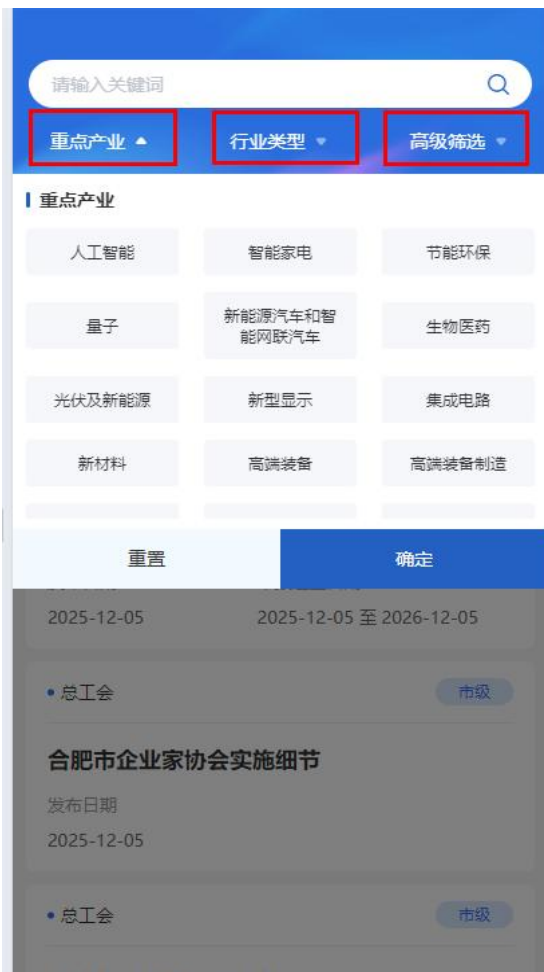 请输入关键词
重点产业 行业类型 高级筛选
重点产业
人工智能 智能家电 节能环保
量子 新能源汽车和智能网联汽车 生物医药
光伏及新能源 新型显示 集成电路
新材料 高端装备 高端装备制造
重置 确定
2025-12-05 2025-12-05 至 2026-12-05
总工会 市级
合肥市企业家协会实施细节
发布日期
2025-12-05
总工会 市级